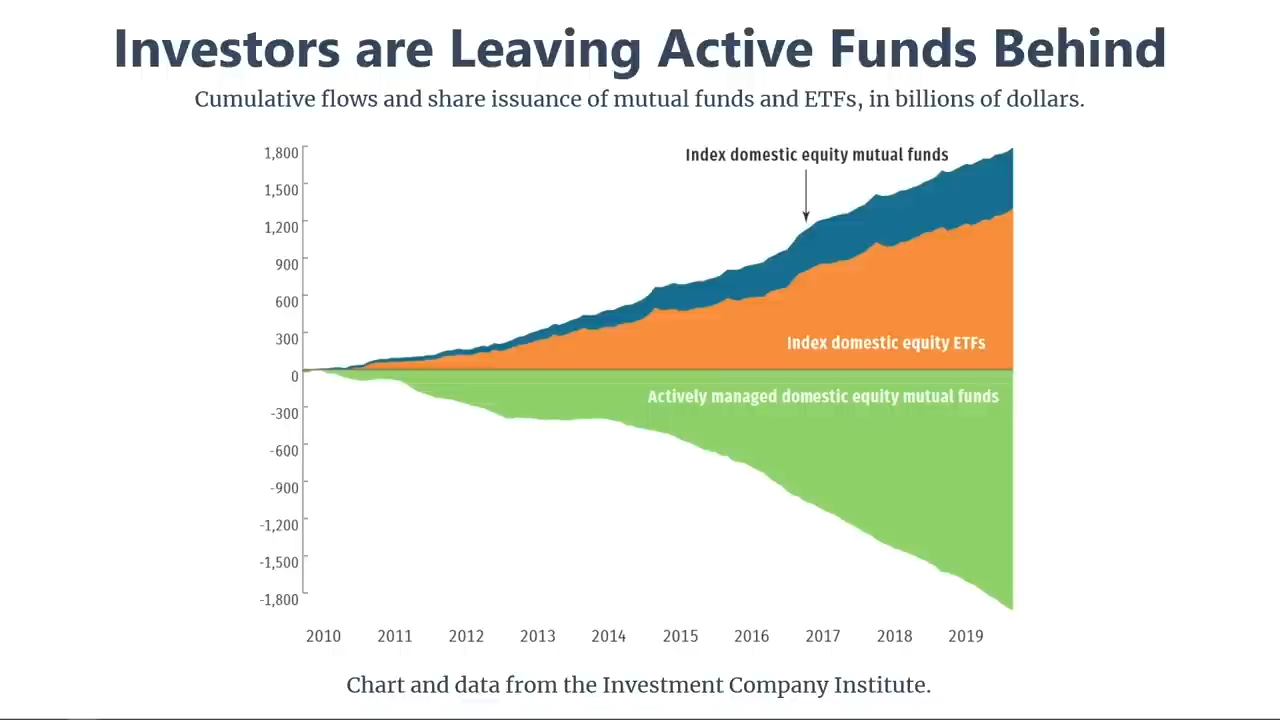 Investors are Leaving Active Funds Behind
Cumulative flows and share issuance of mutual funds and ETFs, in billions of dollars.
1,800
1,500
1,200
900
600
300
0
-300
-600
-900
-1,200
-1,500
-1,800
Index domestic equity mutual funds
Index domestic equity ETFs
Actively managed domestic equity mutual funds
2010 2011 2012 2013 2014 2015 2016 2017 2018 2019
Chart and data from the Investment Company Institute.